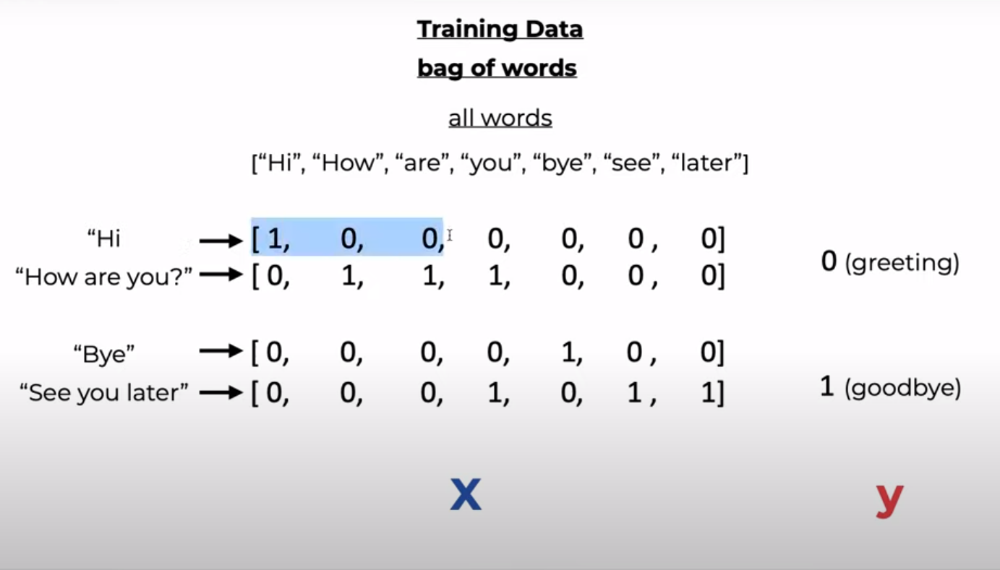 Training Data
bag of words
all words
[“Hi”, “How”, “are”, “you”, “bye”, “see”, “later”]
“Hi [ 1, 0, 0, 0, 0, 0 , 0]
“How are you?” [ 0, 1, 1, 1, 0, 0 , 0]
0 (greeting)
“Bye” [ 0, 0, 0, 0, 1, 0 , 0]
“See you later” [ 0, 0, 0, 1, 0, 1 , 1]
1 (goodbye)
X y